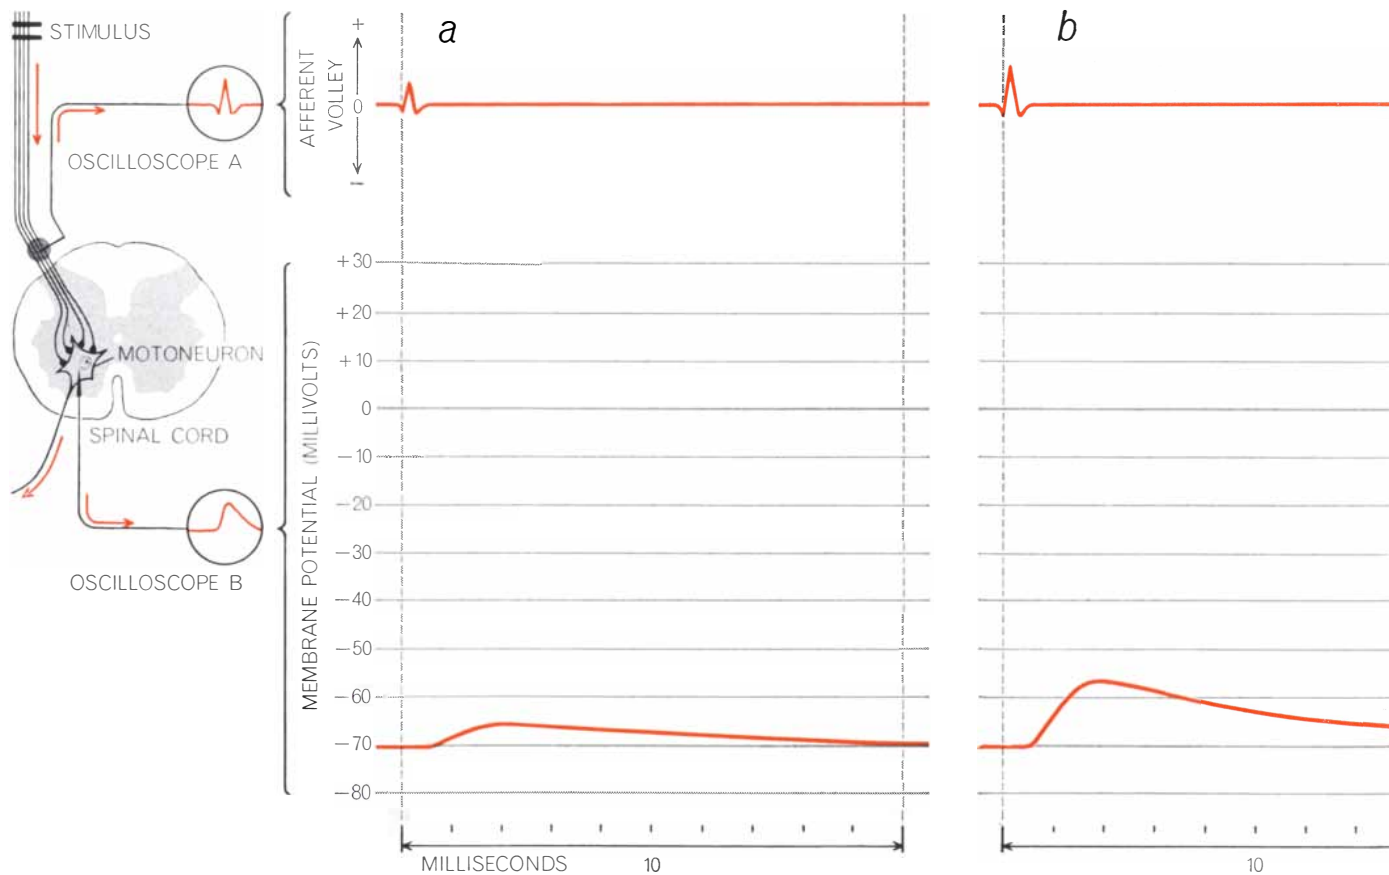 STIMULUS
OSCILLOSCOPE A
MOTONEURON
SPINAL CORD
OSCILLOSCOPE B
AFFERENT
VOLLEY
+
0
−
a
b
MEMBRANE POTENTIAL (MILLIVOLTS)
+30
+20
+10
0
−10
−20
−30
−40
−50
−60
−70
−80
MILLISECONDS 10
10